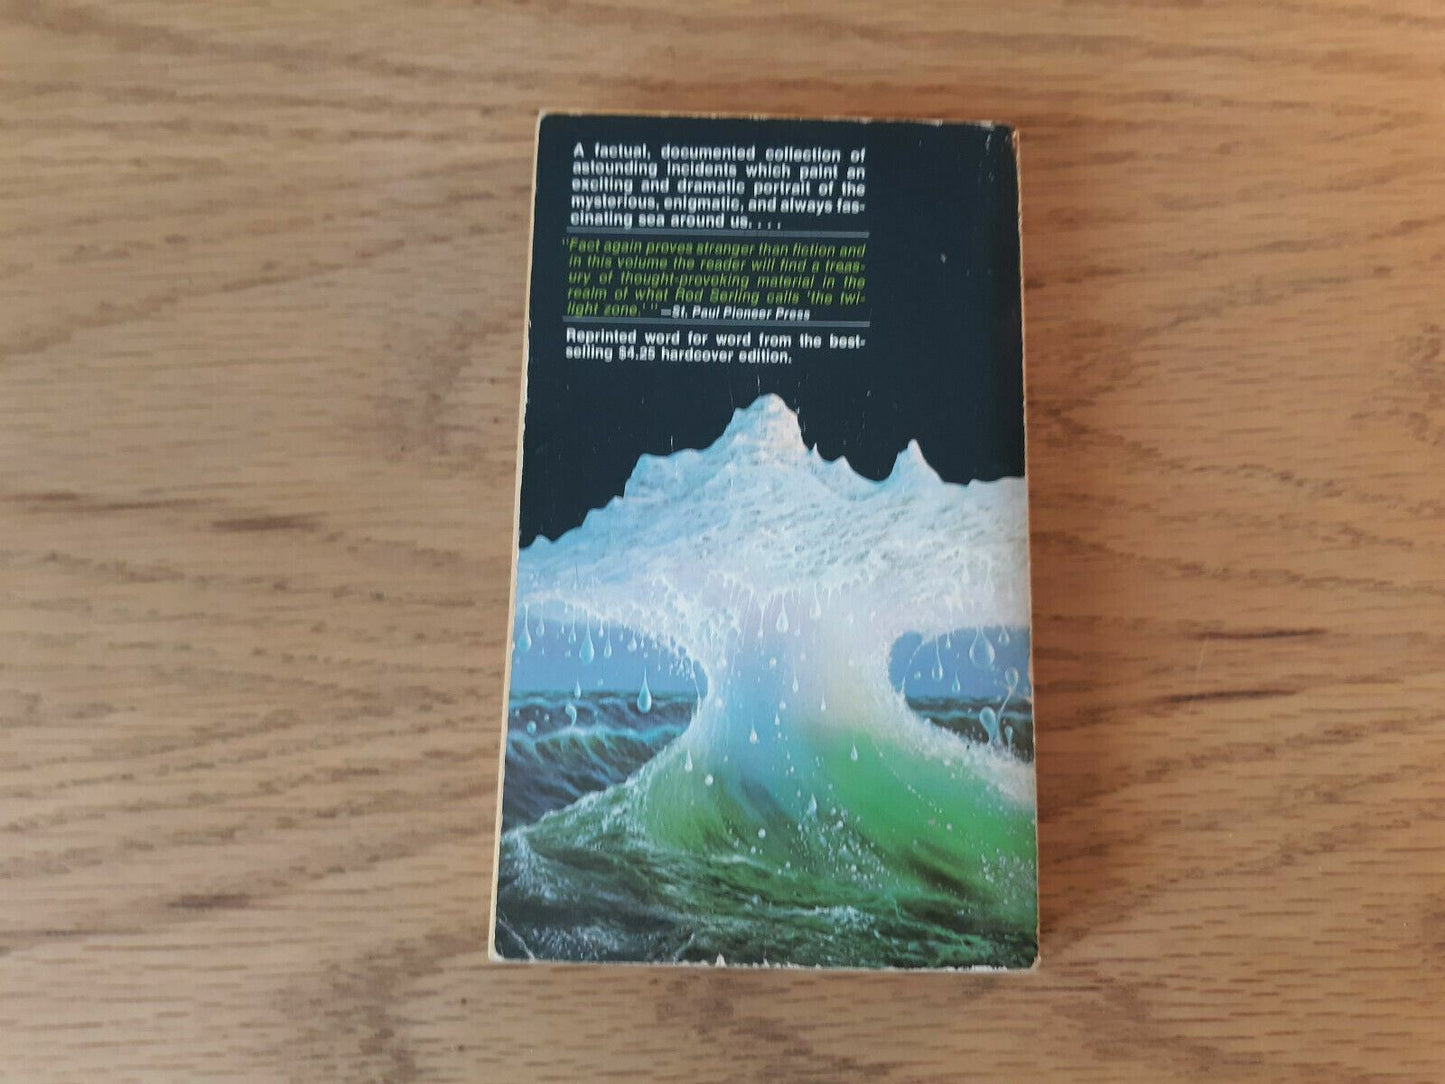 A factual, documented collection of
astounding incidents which paint an
exciting and dramatic portrait of the
mysterious, enigmatic, and always fas-
cinating sea around us. . . .
"Fact again proves stranger than fiction and
in this volume the reader will find a treas-
ury of thought-provoking material in the
realm of what Rod Serling calls 'the twi-
light zone.' "—St. Paul Pioneer Press
Reprinted word for word from the best-
selling $4.25 hardcover edition.